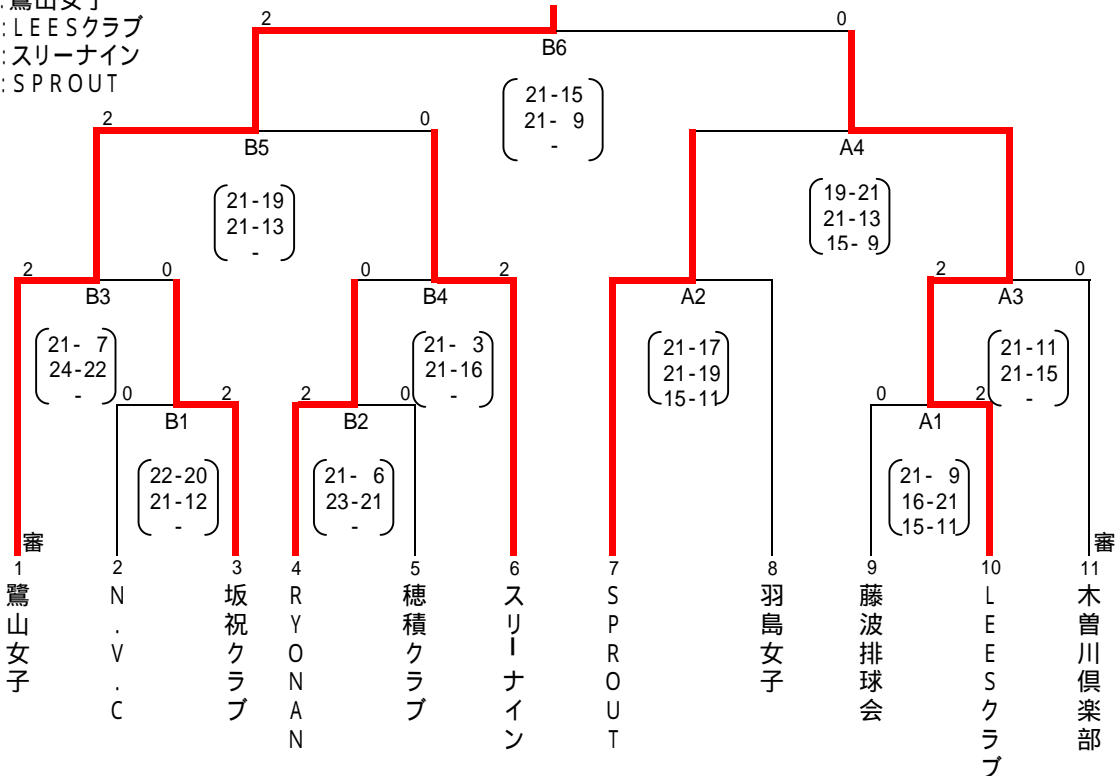 鷺山女子
:LEESクラブ
:スリーナイン
:SPROUT
2
0
B6
21-15
21- 9
-
2
0
B5
21-19
21-13
-
A4
19-21
21-13
15- 9
2
0
B3
21- 7
24-22
-
0
2
B4
21- 3
21-16
-
A2
21-17
21-19
15-11
2
0
A3
21-11
21-15
-
0
2
B1
22-20
21-12
-
2
0
B2
21- 6
23-21
-
0
2
A1
21- 9
16-21
15-11
審
審
1
2
3
4
5
6
7
8
9
10
11
鷺山女子
N.V.C
坂祝クラブ
RYONAN
穂積クラブ
スリーナイン
SPROUT
羽島女子
藤波排球会
LEESクラブ
木曽川倶楽部